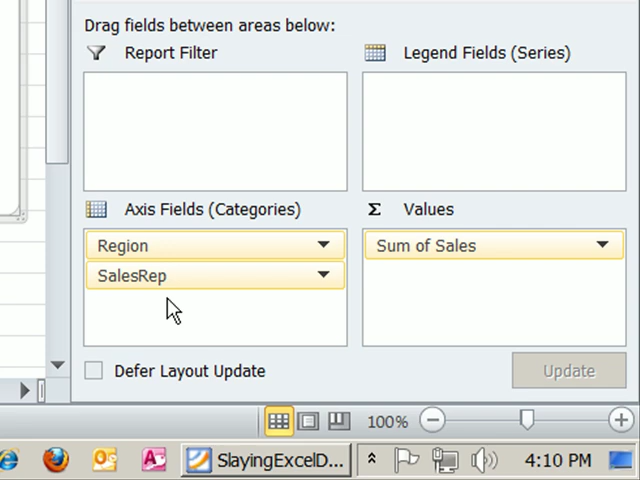 Drag fields between areas below:
Report Filter
Legend Fields (Series)
Axis Fields (Categories)
Σ Values
Region
Sum of Sales
SalesRep
Defer Layout Update
Update
100%
SlayingExcelD...
4:10 PM